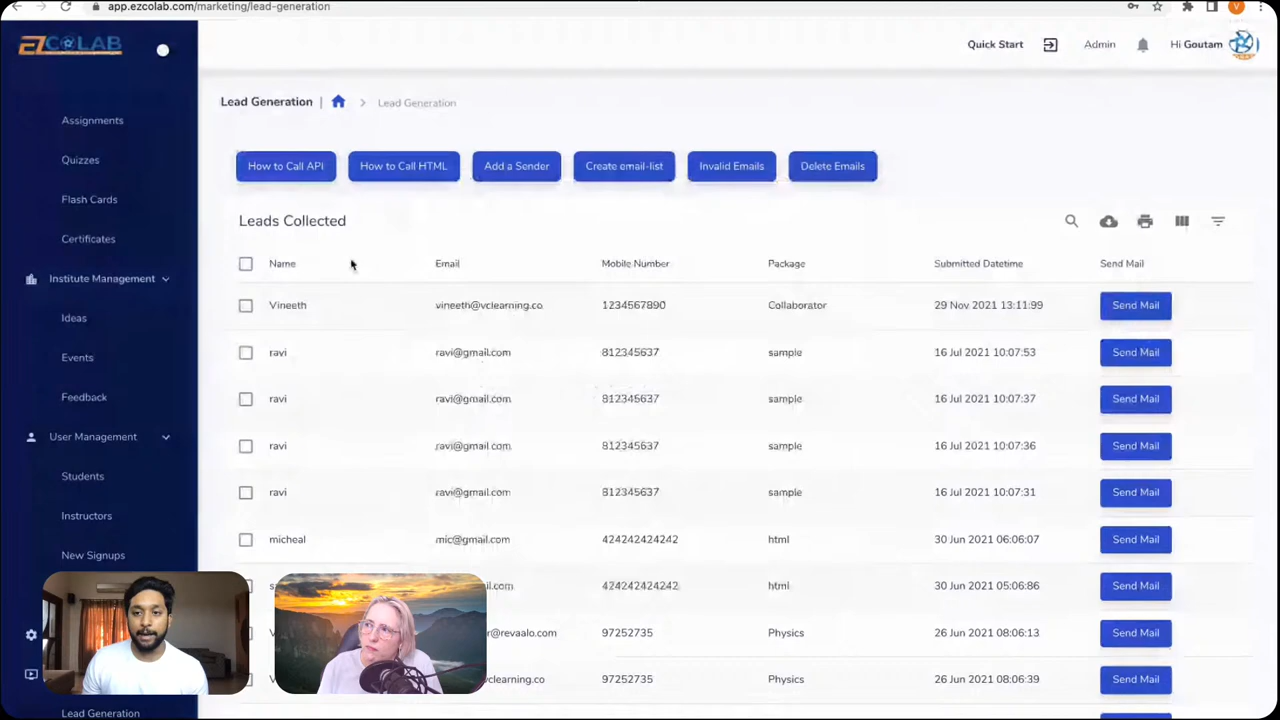 app.ezcolab.com/marketing/lead-generation
EZCOLAB
Quick Start Admin Hi Goutam
V
Assignments
Quizzes
Flash Cards
Certificates
Institute Management
Ideas
Events
Feedback
User Management
Students
Instructors
New Signups
Lead Generation
Lead Generation | > Lead Generation
How to Call API How to Call HTML Add a Sender Create email-list Invalid Emails Delete Emails
Leads Collected
Name Email Mobile Number Package Submitted Datetime Send Mail
Vineeth vineeth@vclearning.co 1234567890 Collaborator 29 Nov 2021 13:11:99 Send Mail
ravi ravi@gmail.com 812345637 sample 16 Jul 2021 10:07:53 Send Mail
ravi ravi@gmail.com 812345637 sample 16 Jul 2021 10:07:37 Send Mail
ravi ravi@gmail.com 812345637 sample 16 Jul 2021 10:07:36 Send Mail
ravi ravi@gmail.com 812345637 sample 16 Jul 2021 10:07:31 Send Mail
micheal mic@gmail.com 424242424242 html 30 Jun 2021 06:06:07 Send Mail
424242424242 html 30 Jun 2021 05:06:86 Send Mail
97252735 Physics 26 Jun 2021 08:06:13 Send Mail
97252735 Physics 26 Jun 2021 08:06:39 Send Mail